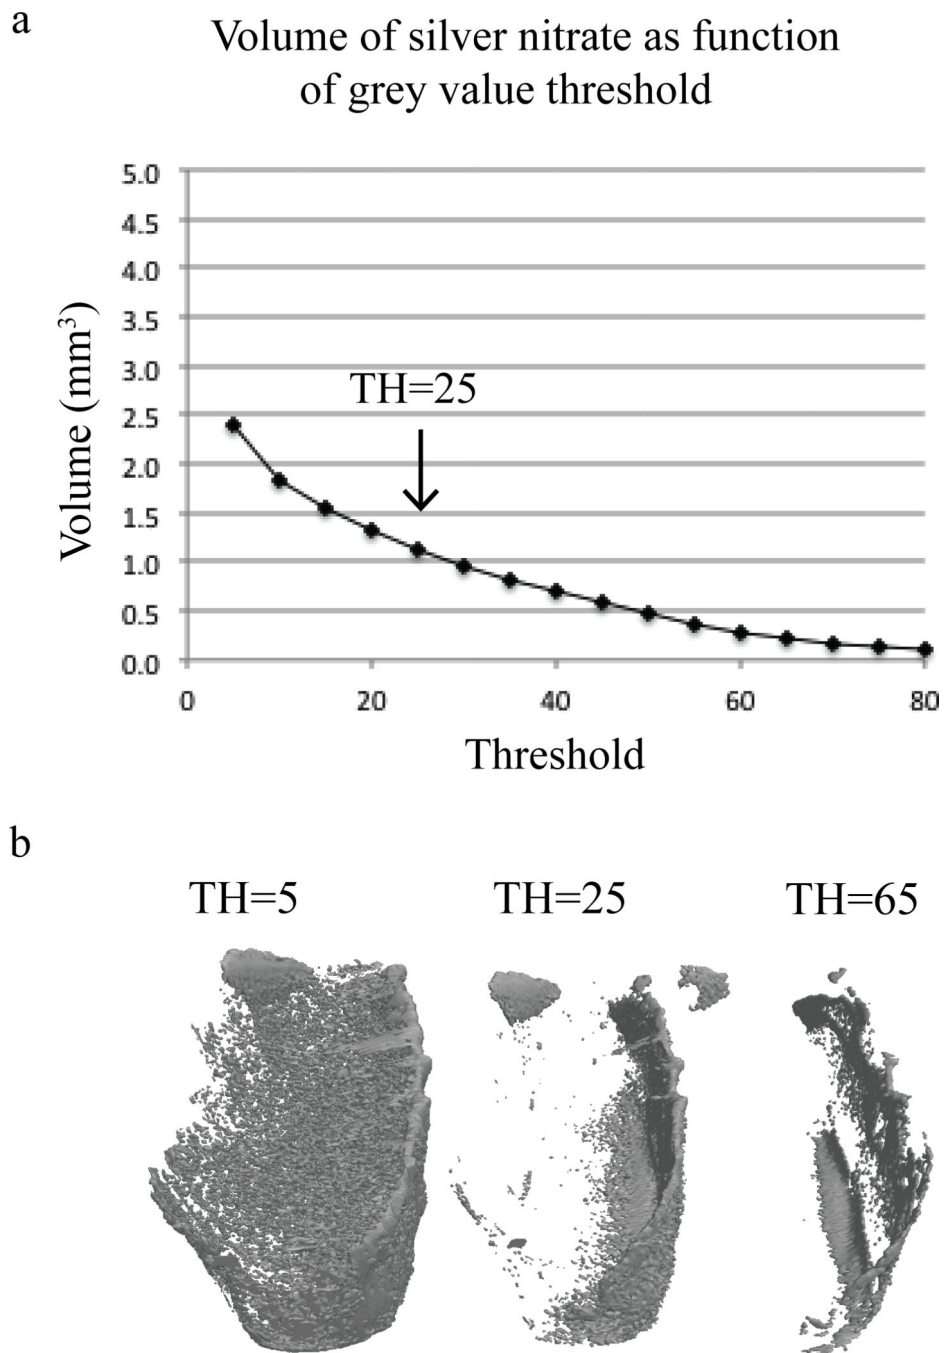 a
Volume of silver nitrate as function
of grey value threshold
5.0
4.5
4.0
3.5
3.0
2.5
2.0
1.5
1.0
0.5
0.0
Volume (mm³)
TH=25
0 20 40 60 80
Threshold
b
TH=5 TH=25 TH=65